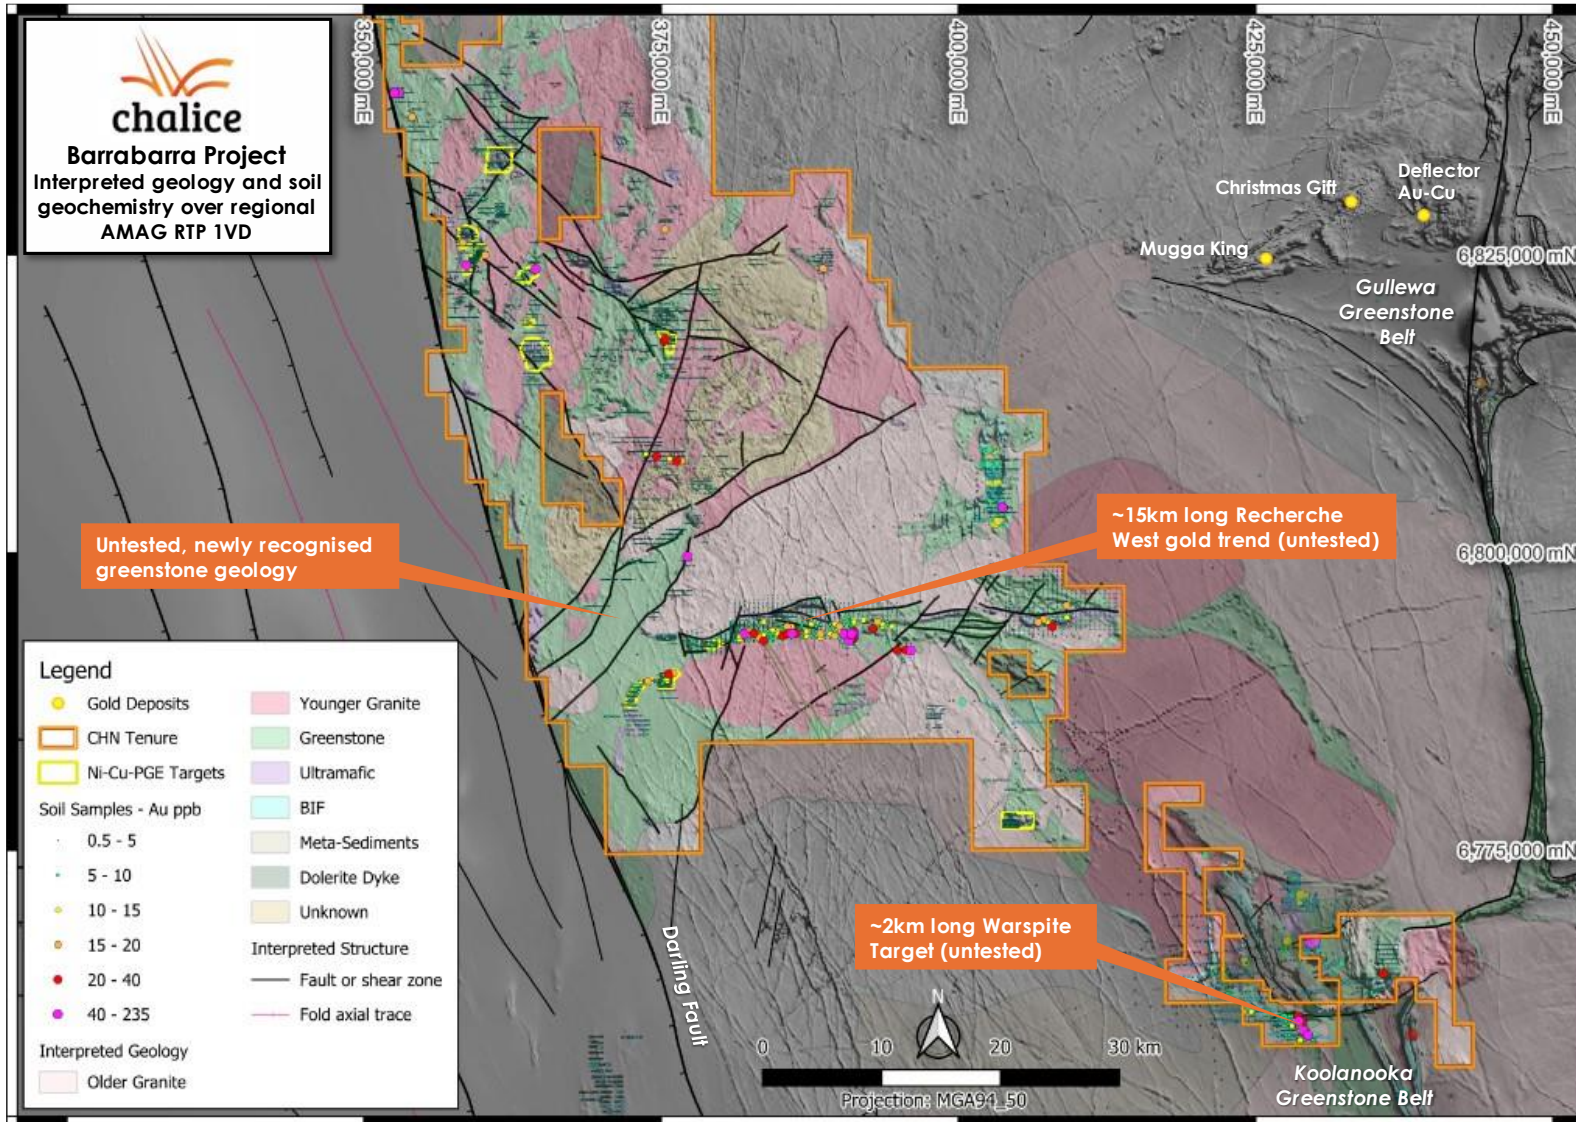 chalice
Barrabarra Project
Interpreted geology and soil
geochemistry over regional
AMAG RTP 1VD
350,000 mE
375,000 mE
400,000 mE
425,000 mE
450,000 mE
Christmas Gift
Deflector
Au-Cu
Mugga King
6,825,000 mN
Gullewa
Greenstone
Belt
Untested, newly recognised
greenstone geology
~15km long Recherche
West gold trend (untested)
6,800,000 mN
Legend
Gold Deposits
CHN Tenure
Ni-Cu-PGE Targets
Soil Samples - Au ppb
0.5 - 5
5 - 10
10 - 15
15 - 20
20 - 40
40 - 235
Interpreted Geology
Older Granite
Younger Granite
Greenstone
Ultramafic
BIF
Meta-Sediments
Dolerite Dyke
Unknown
Interpreted Structure
Fault or shear zone
Fold axial trace
6,775,000 mN
~2km long Warspite
Target (untested)
Darling Fault
N
0 10 20 30 km
Projection: MGA94_50
Koolanooka
Greenstone Belt